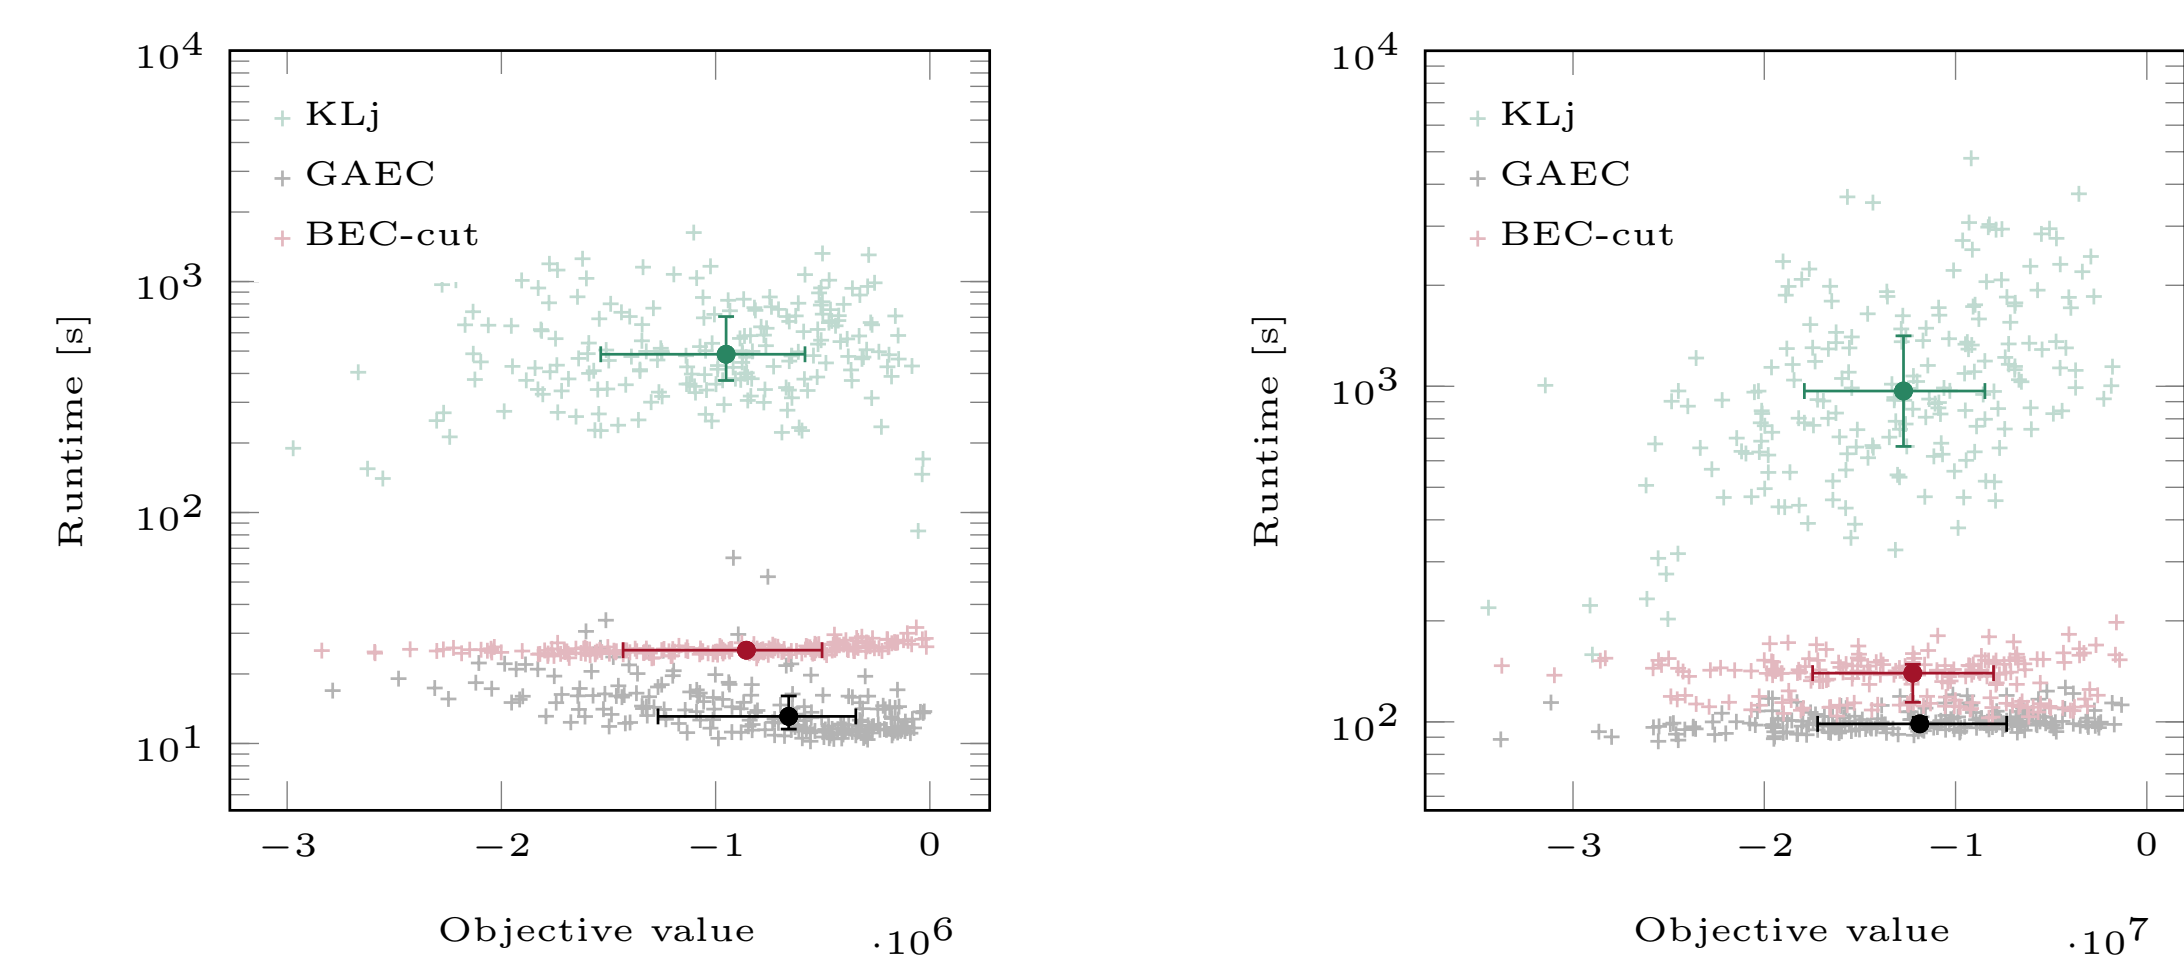 10^4
KLj
GAEC
BEC-cut
10^3
10^2
10^1
Runtime [s]
−3 −2 −1 0
Objective value ·10^6
10^4
KLj
GAEC
BEC-cut
10^3
10^2
Runtime [s]
−3 −2 −1 0
Objective value ·10^7